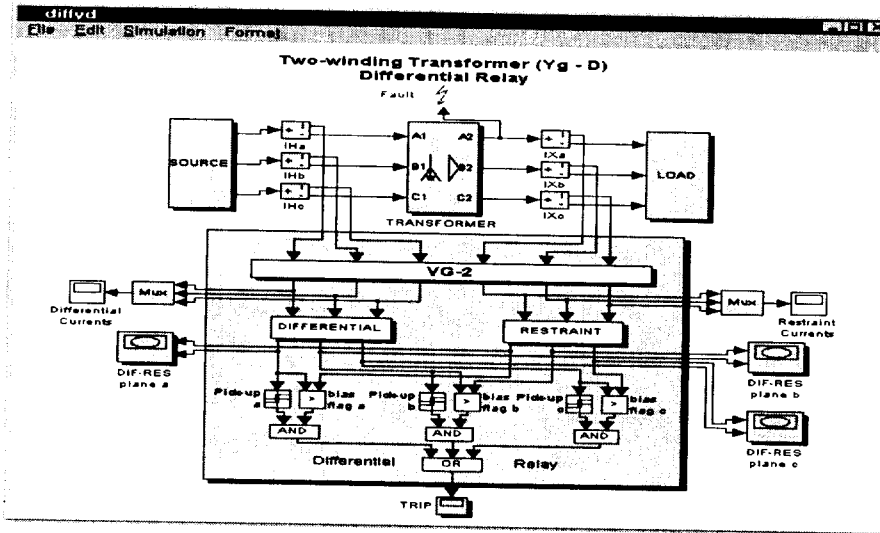 diffyd
File Edit Simulation Format
Two-winding Transformer (Yg - D)
Differential Relay
Fault
SOURCE
IHa
IHb
IHc
A1
A2
B1
B2
C1
C2
TRANSFORMER
IXa
IXb
IXc
LOAD
VG-2
Mux
Differential
Currents
DIFFERENTIAL
RESTRAINT
Mux
Restraint
Currents
DIF-RES
plane a
DIF-RES
plane b
DIF-RES
plane c
Pick-up
a
>
bias
flag a
Pick-up
b
>
bias
flag b
Pick-up
c
>
bias
flag c
AND
AND
AND
Differential
OR
Relay
TRIP